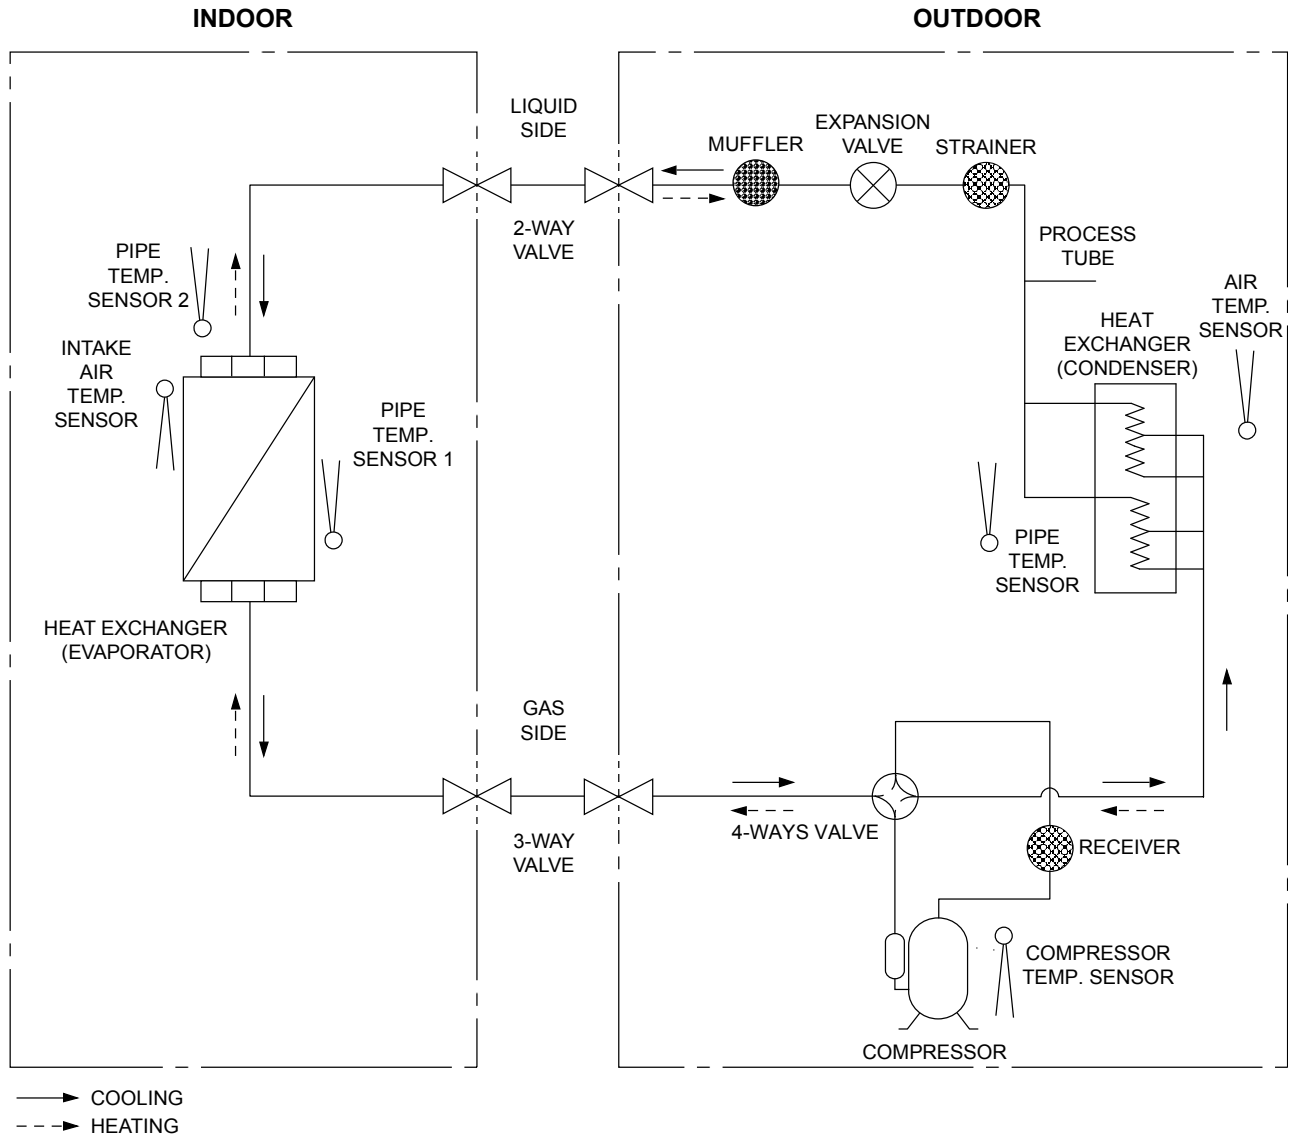 INDOOR
OUTDOOR
LIQUID
SIDE
2-WAY
VALVE
MUFFLER
EXPANSION
VALVE
STRAINER
PROCESS
TUBE
AIR
TEMP.
SENSOR
HEAT
EXCHANGER
(CONDENSER)
PIPE
TEMP.
SENSOR 2
INTAKE
AIR
TEMP.
SENSOR
PIPE
TEMP.
SENSOR 1
PIPE
TEMP.
SENSOR
HEAT EXCHANGER
(EVAPORATOR)
GAS
SIDE
3-WAY
VALVE
4-WAYS VALVE
RECEIVER
COMPRESSOR
TEMP. SENSOR
COMPRESSOR
COOLING
HEATING